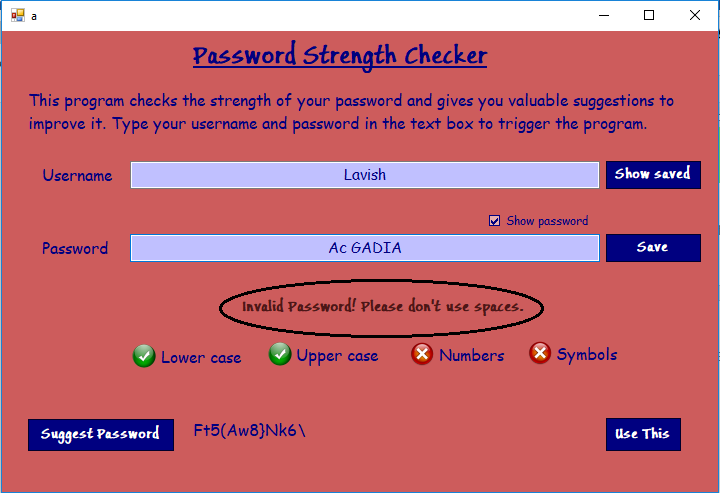 a
Password Strength Checker
This program checks the strength of your password and gives you valuable suggestions to
improve it. Type your username and password in the text box to trigger the program.
Username Lavish Show saved
Show password
Password Ac GADIA Save
Invalid Password! Please don't use spaces.
Lower case Upper case Numbers Symbols
Suggest Password Ft5(Aw8}Nk6\ Use This